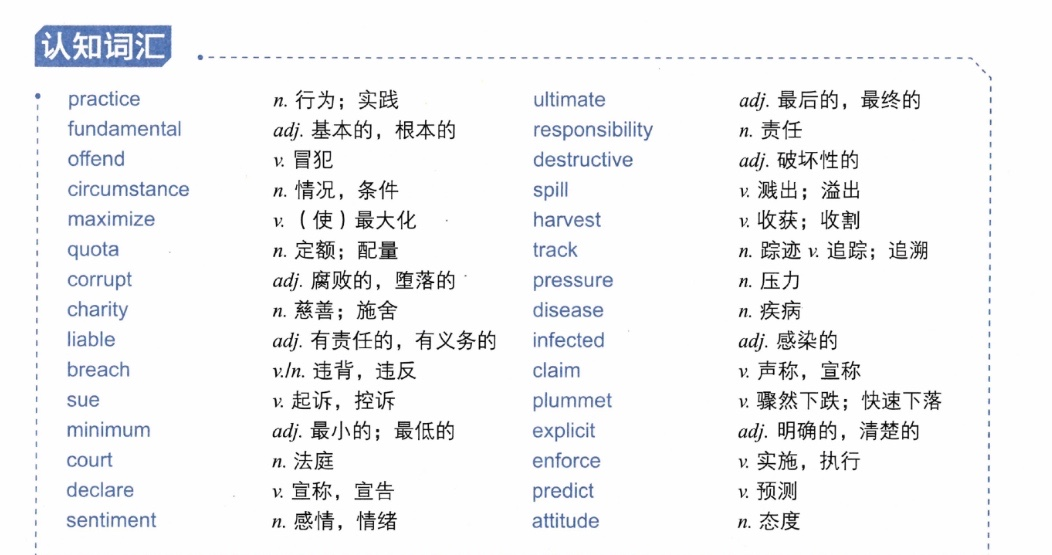 认知词汇
practice n. 行为；实践 ultimate adj. 最后的，最终的
fundamental adj. 基本的，根本的 responsibility n. 责任
offend v. 冒犯 destructive adj. 破坏性的
circumstance n. 情况，条件 spill v. 溅出；溢出
maximize v. （使）最大化 harvest v. 收获；收割
quota n. 定额；配量 track n. 踪迹 v. 追踪；追溯
corrupt adj. 腐败的，堕落的 pressure n. 压力
charity n. 慈善；施舍 disease n. 疾病
liable adj. 有责任的，有义务的 infected adj. 感染的
breach v./n. 违背，违反 claim v. 声称，宣称
sue v. 起诉，控诉 plummet v. 骤然下跌；快速下落
minimum adj. 最小的；最低的 explicit adj. 明确的，清楚的
court n. 法庭 enforce v. 实施，执行
declare v. 宣称，宣告 predict v. 预测
sentiment n. 感情，情绪 attitude n. 态度